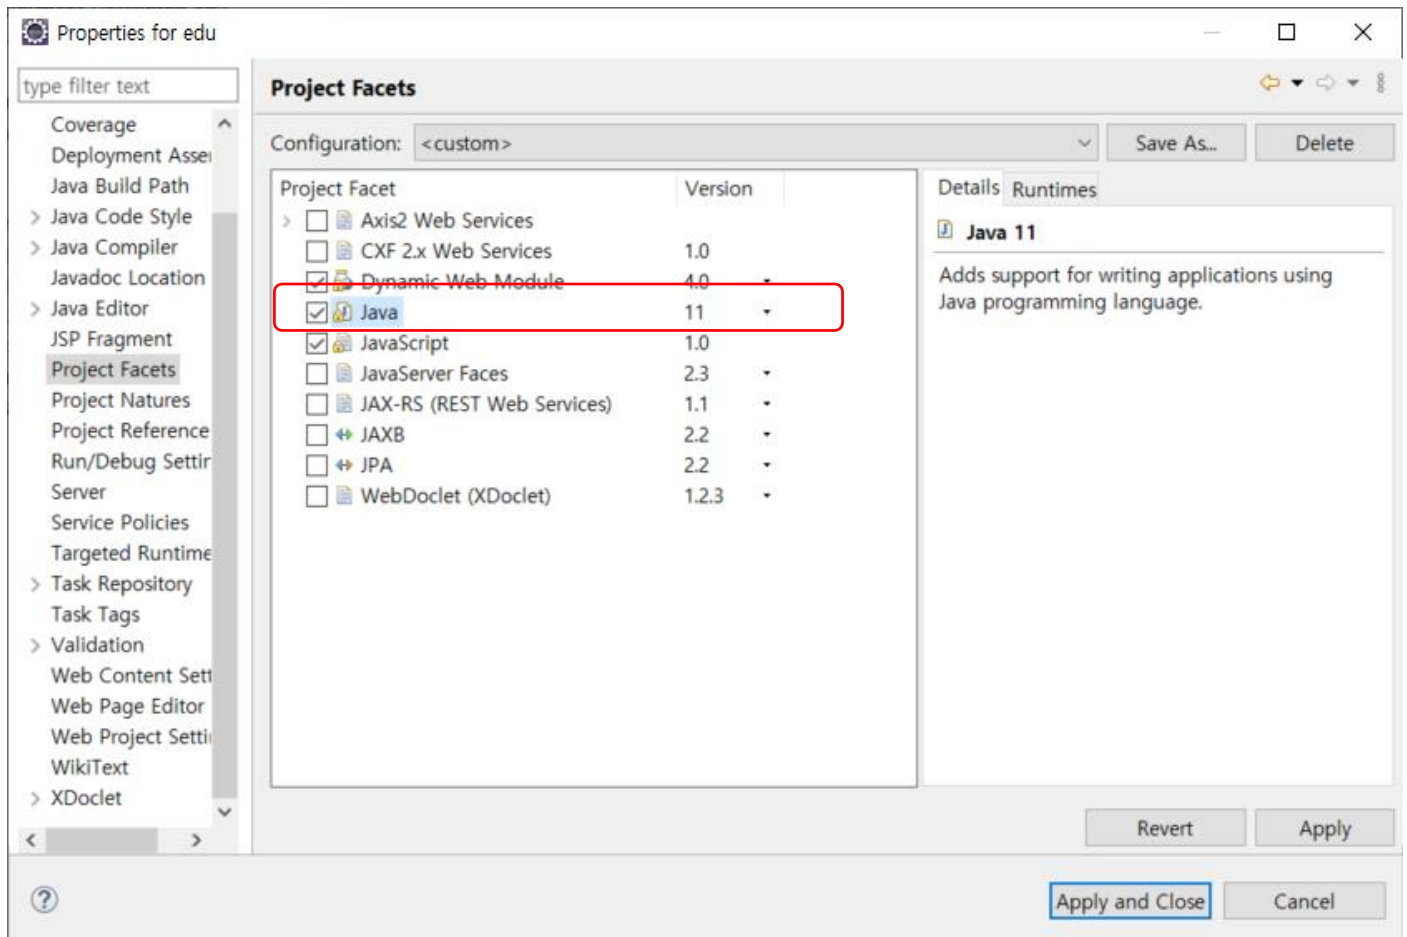 Properties for edu
type filter text
Coverage
Deployment Asse
Java Build Path
Java Code Style
Java Compiler
Javadoc Location
Java Editor
JSP Fragment
Project Facets
Project Natures
Project Reference
Run/Debug Settin
Server
Service Policies
Targeted Runtime
Task Repository
Task Tags
Validation
Web Content Sett
Web Page Editor
Web Project Setti
WikiText
XDoclet
Project Facets
Configuration: <custom> Save As... Delete
Project Facet Version
Axis2 Web Services
CXF 2.x Web Services 1.0
Dynamic Web Module 4.0
Java 11
JavaScript 1.0
JavaServer Faces 2.3
JAX-RS (REST Web Services) 1.1
JAXB 2.2
JPA 2.2
WebDoclet (XDoclet) 1.2.3
Details Runtimes
Java 11
Adds support for writing applications using
Java programming language.
Revert Apply
Apply and Close Cancel